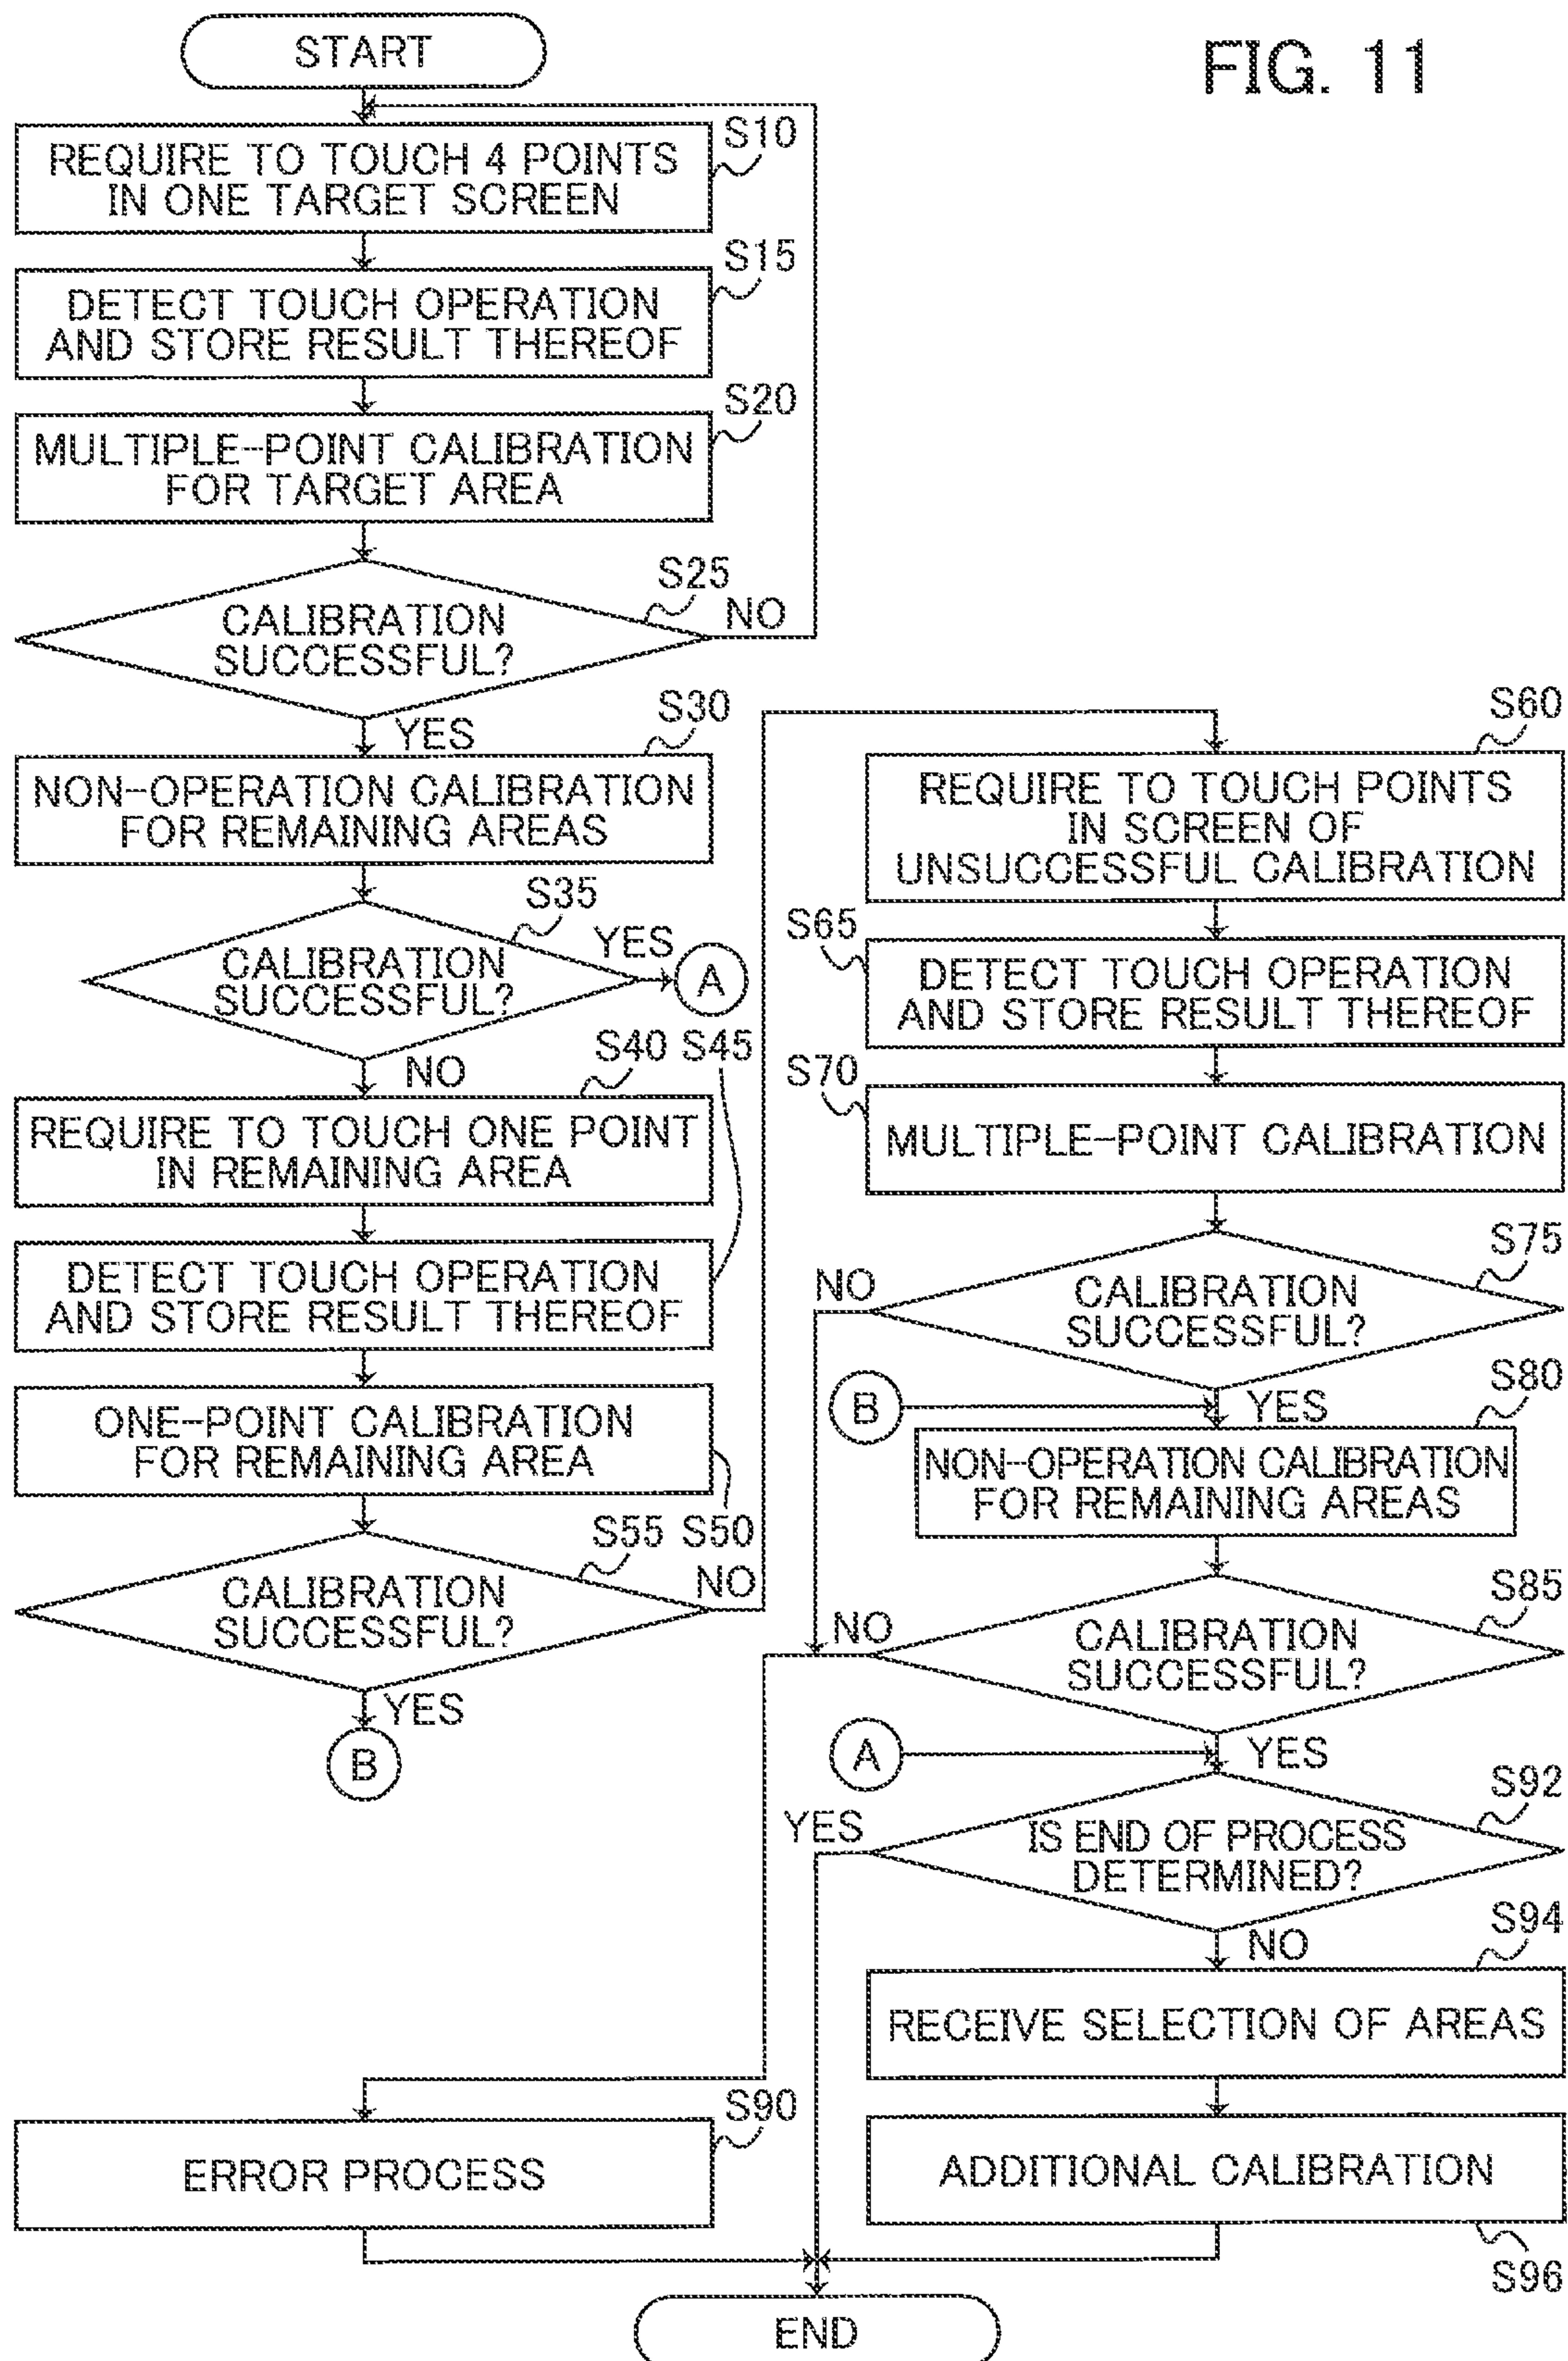 FIG. 11
START
S10
REQUIRE TO TOUCH 4 POINTS
IN ONE TARGET SCREEN
S15
DETECT TOUCH OPERATION
AND STORE RESULT THEREOF
S20
MULTIPLE-POINT CALIBRATION
FOR TARGET AREA
S25
CALIBRATION
SUCCESSFUL?
NO
YES
S30
NON-OPERATION CALIBRATION
FOR REMAINING AREAS
S35
CALIBRATION
SUCCESSFUL?
YES
A
NO
S40
REQUIRE TO TOUCH ONE POINT
IN REMAINING AREA
S45
DETECT TOUCH OPERATION
AND STORE RESULT THEREOF
ONE-POINT CALIBRATION
FOR REMAINING AREA
S50
S55
CALIBRATION
SUCCESSFUL?
NO
YES
B
S60
REQUIRE TO TOUCH POINTS
IN SCREEN OF
UNSUCCESSFUL CALIBRATION
S65
DETECT TOUCH OPERATION
AND STORE RESULT THEREOF
S70
MULTIPLE-POINT CALIBRATION
S75
CALIBRATION
SUCCESSFUL?
NO
YES
B
S80
NON-OPERATION CALIBRATION
FOR REMAINING AREAS
S85
CALIBRATION
SUCCESSFUL?
NO
YES
A
S92
IS END OF PROCESS
DETERMINED?
YES
NO
S94
RECEIVE SELECTION OF AREAS
ADDITIONAL CALIBRATION
S96
S90
ERROR PROCESS
END